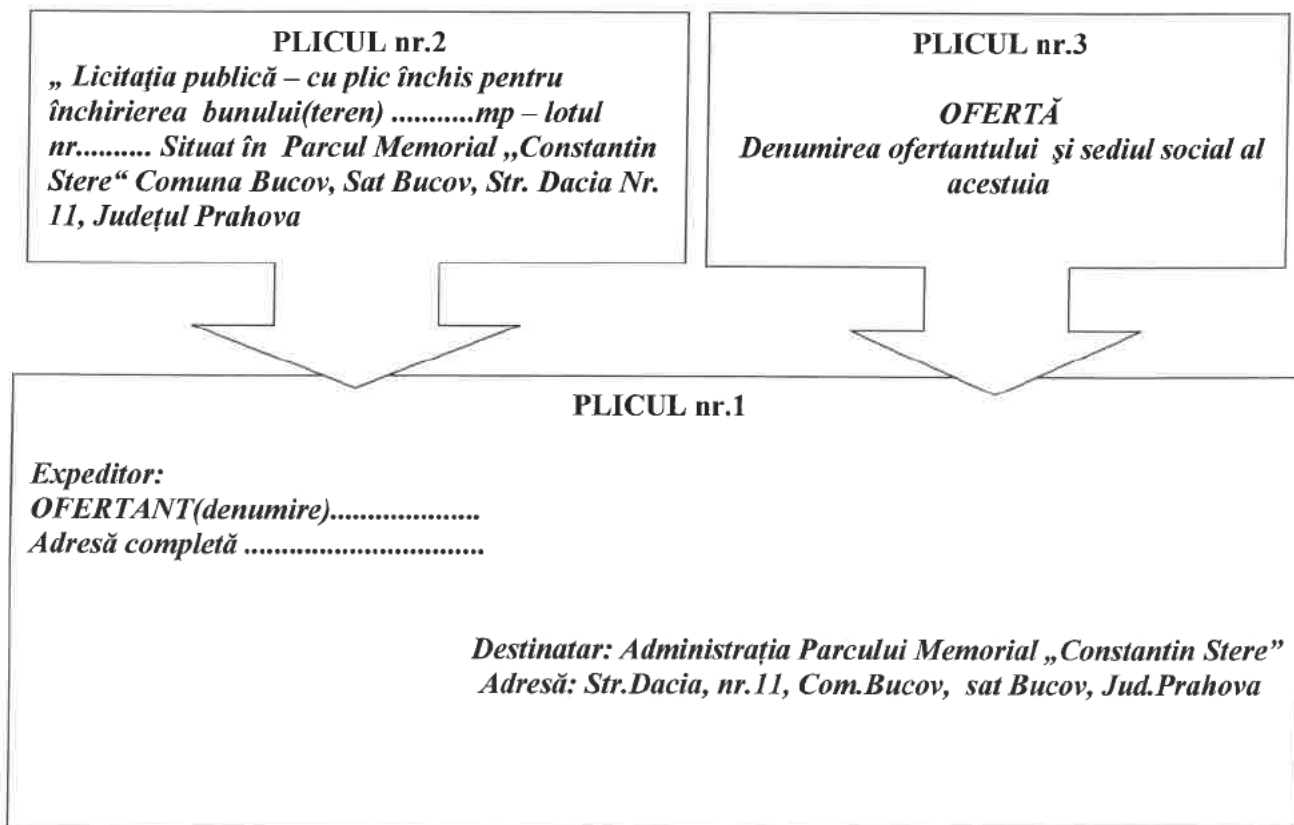 PLICUL nr.2
„ Licitaţia publică – cu plic închis pentru
închirierea bunului(teren) ...........mp – lotul
nr.......... Situat în Parcul Memorial „Constantin
Stere“ Comuna Bucov, Sat Bucov, Str. Dacia Nr.
11, Județul Prahova
PLICUL nr.3
OFERTĂ
Denumirea ofertantului şi sediul social al
acestuia
PLICUL nr.1
Expeditor:
OFERTANT(denumire)....................
Adresă completă ................................
Destinatar: Administrația Parcului Memorial „Constantin Stere”
Adresă: Str.Dacia, nr.11, Com.Bucov, sat Bucov, Jud.Prahova